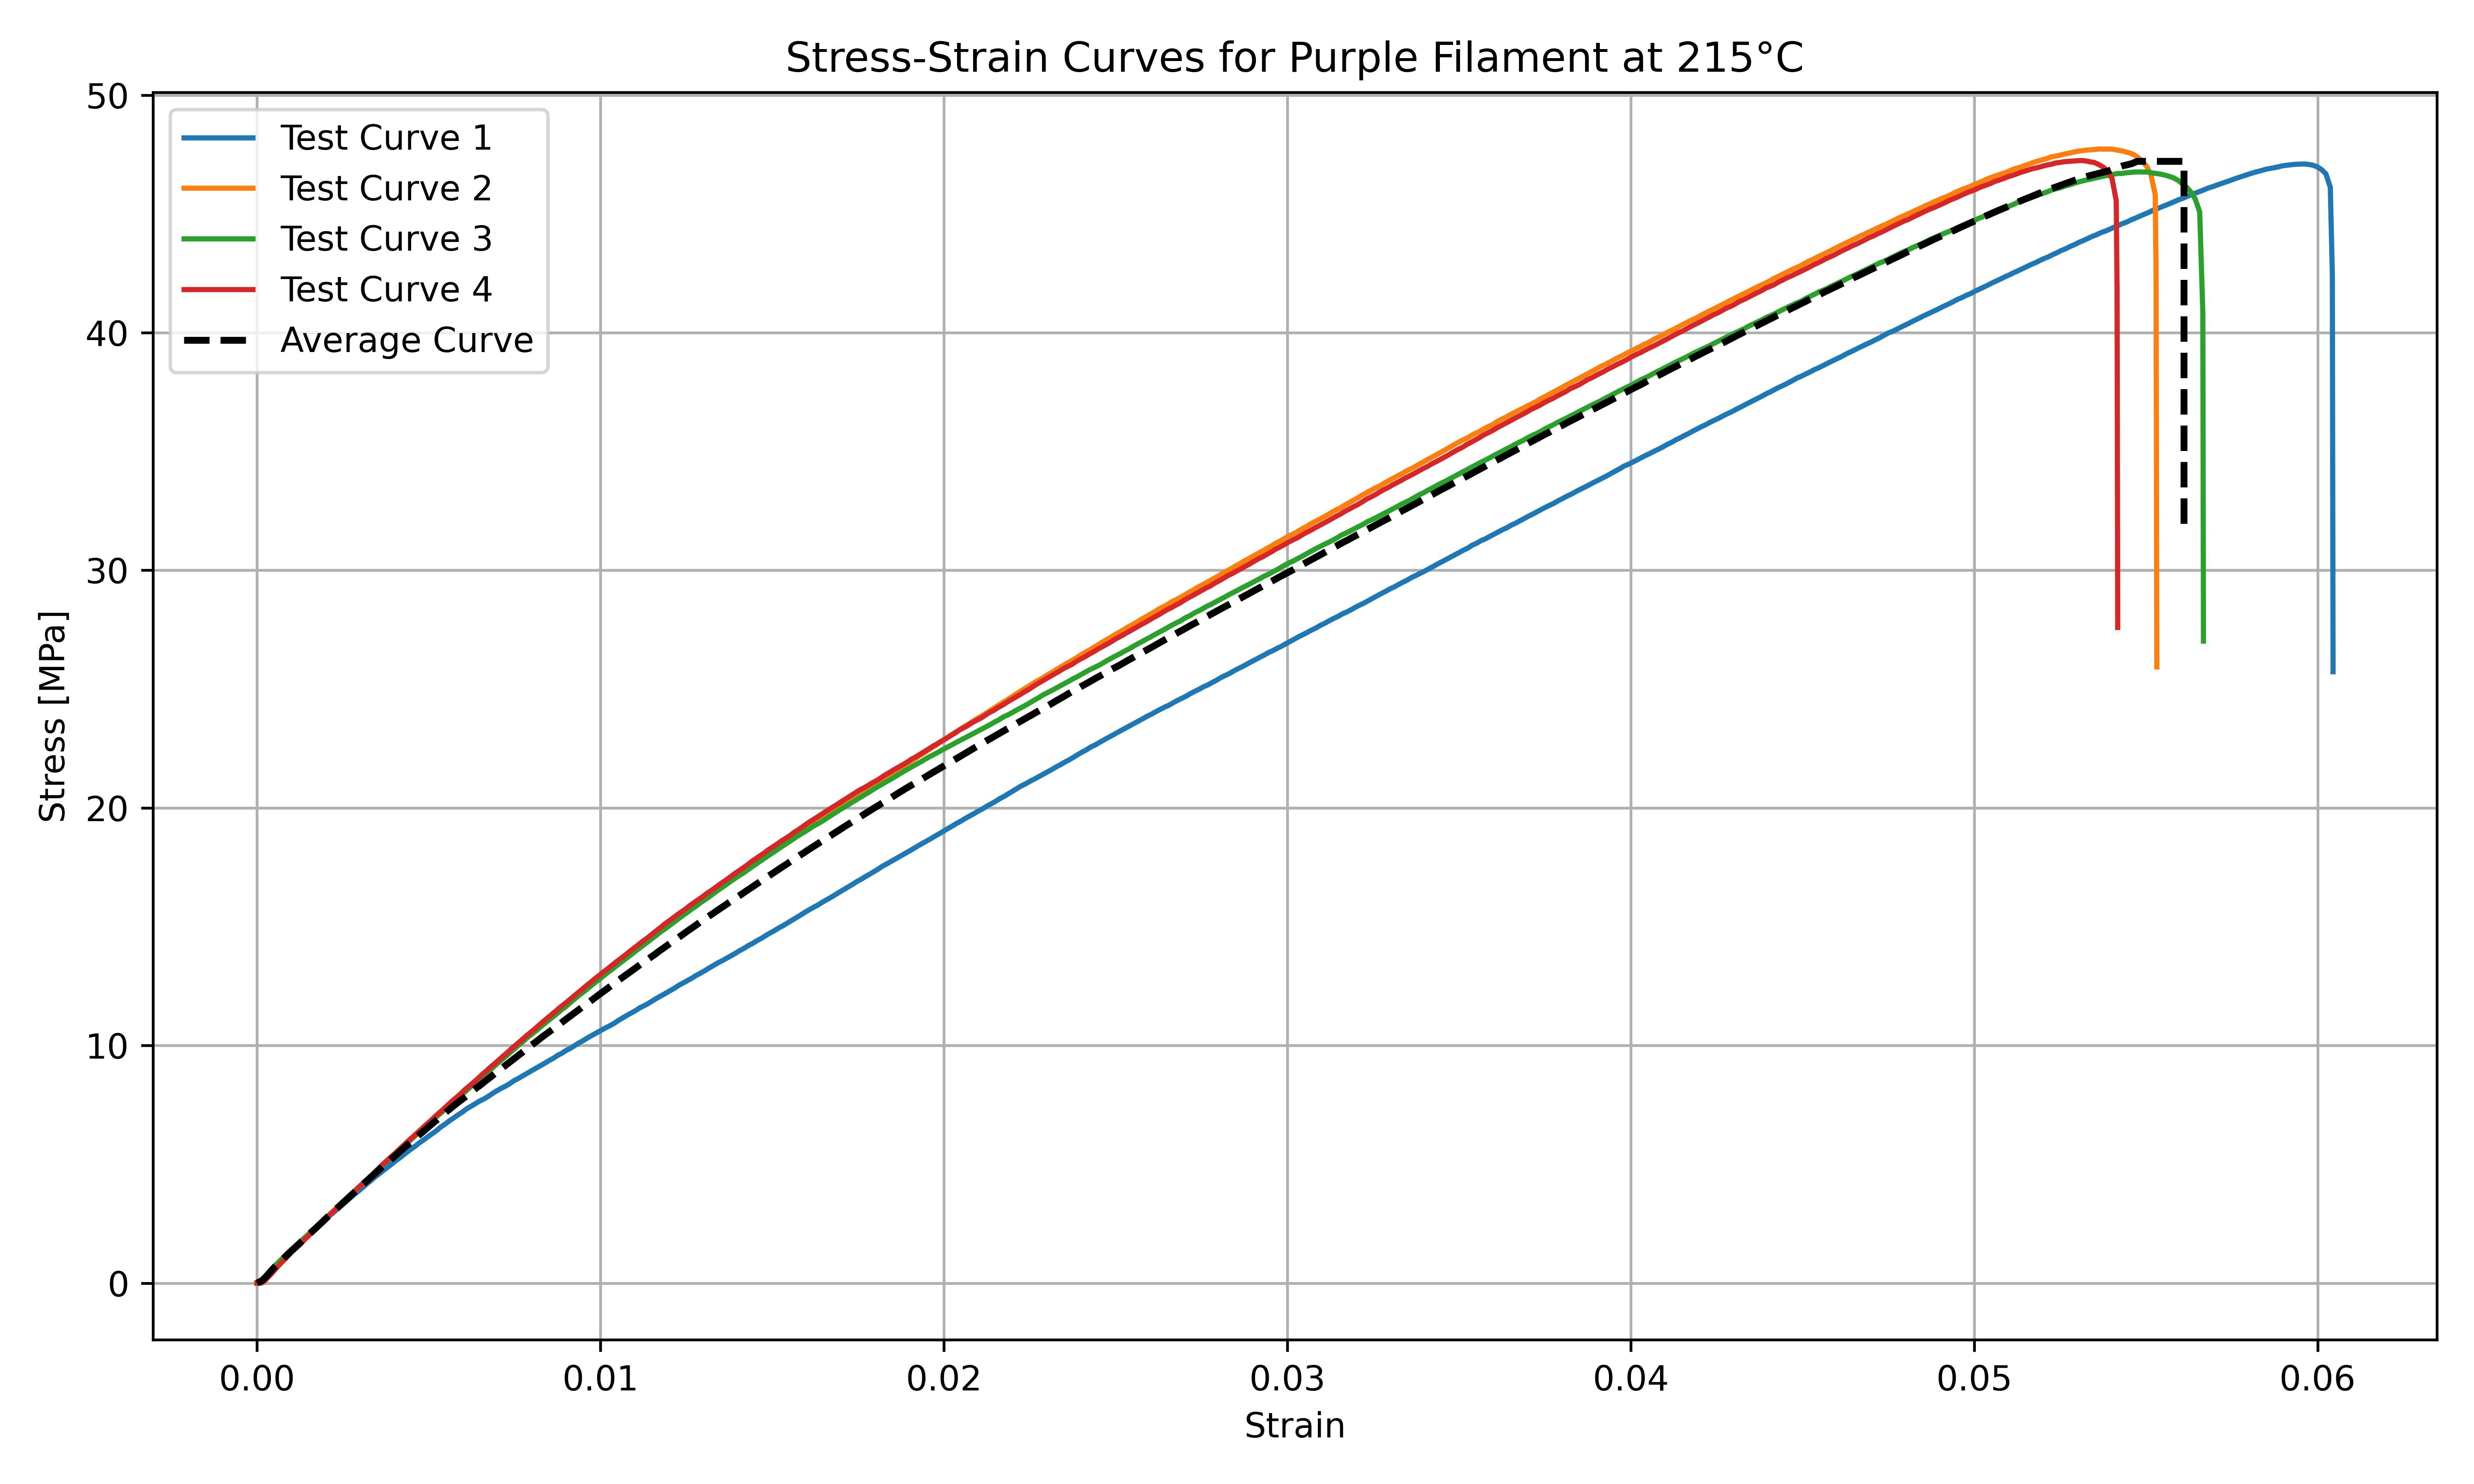 Stress-Strain Curves for Purple Filament at 215°C
50
40
30
20
10
0
Stress [MPa]
Test Curve 1
Test Curve 2
Test Curve 3
Test Curve 4
Average Curve
0.00 0.01 0.02 0.03 0.04 0.05 0.06
Strain